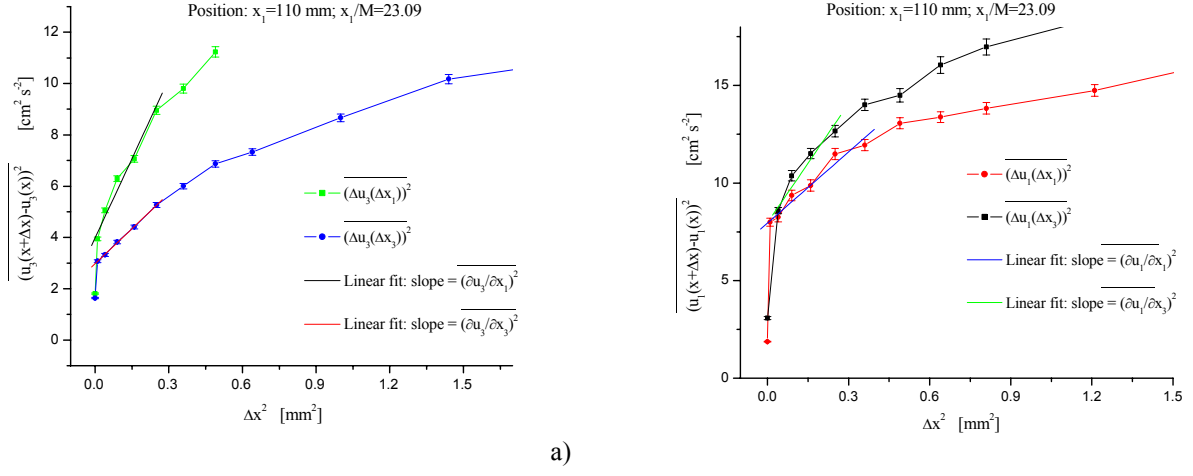 Position: x₁=110 mm; x₁/M=23.09
(u₃(x+Δx)-u₃(x))² [cm² s⁻²]
12
10
8
6
4
2
0
(Δu₃(Δx₁))²
(Δu₃(Δx₃))²
Linear fit: slope = (∂u₃/∂x₁)²
Linear fit: slope = (∂u₃/∂x₃)²
0.0 0.3 0.6 0.9 1.2 1.5
Δx² [mm²]
Position: x₁=110 mm; x₁/M=23.09
(u₁(x+Δx)-u₁(x))² [cm² s⁻²]
15
10
5
0
(Δu₁(Δx₁))²
(Δu₁(Δx₃))²
Linear fit: slope = (∂u₁/∂x₁)²
Linear fit: slope = (∂u₁/∂x₃)²
0.0 0.3 0.6 0.9 1.2 1.5
Δx² [mm²]
a)